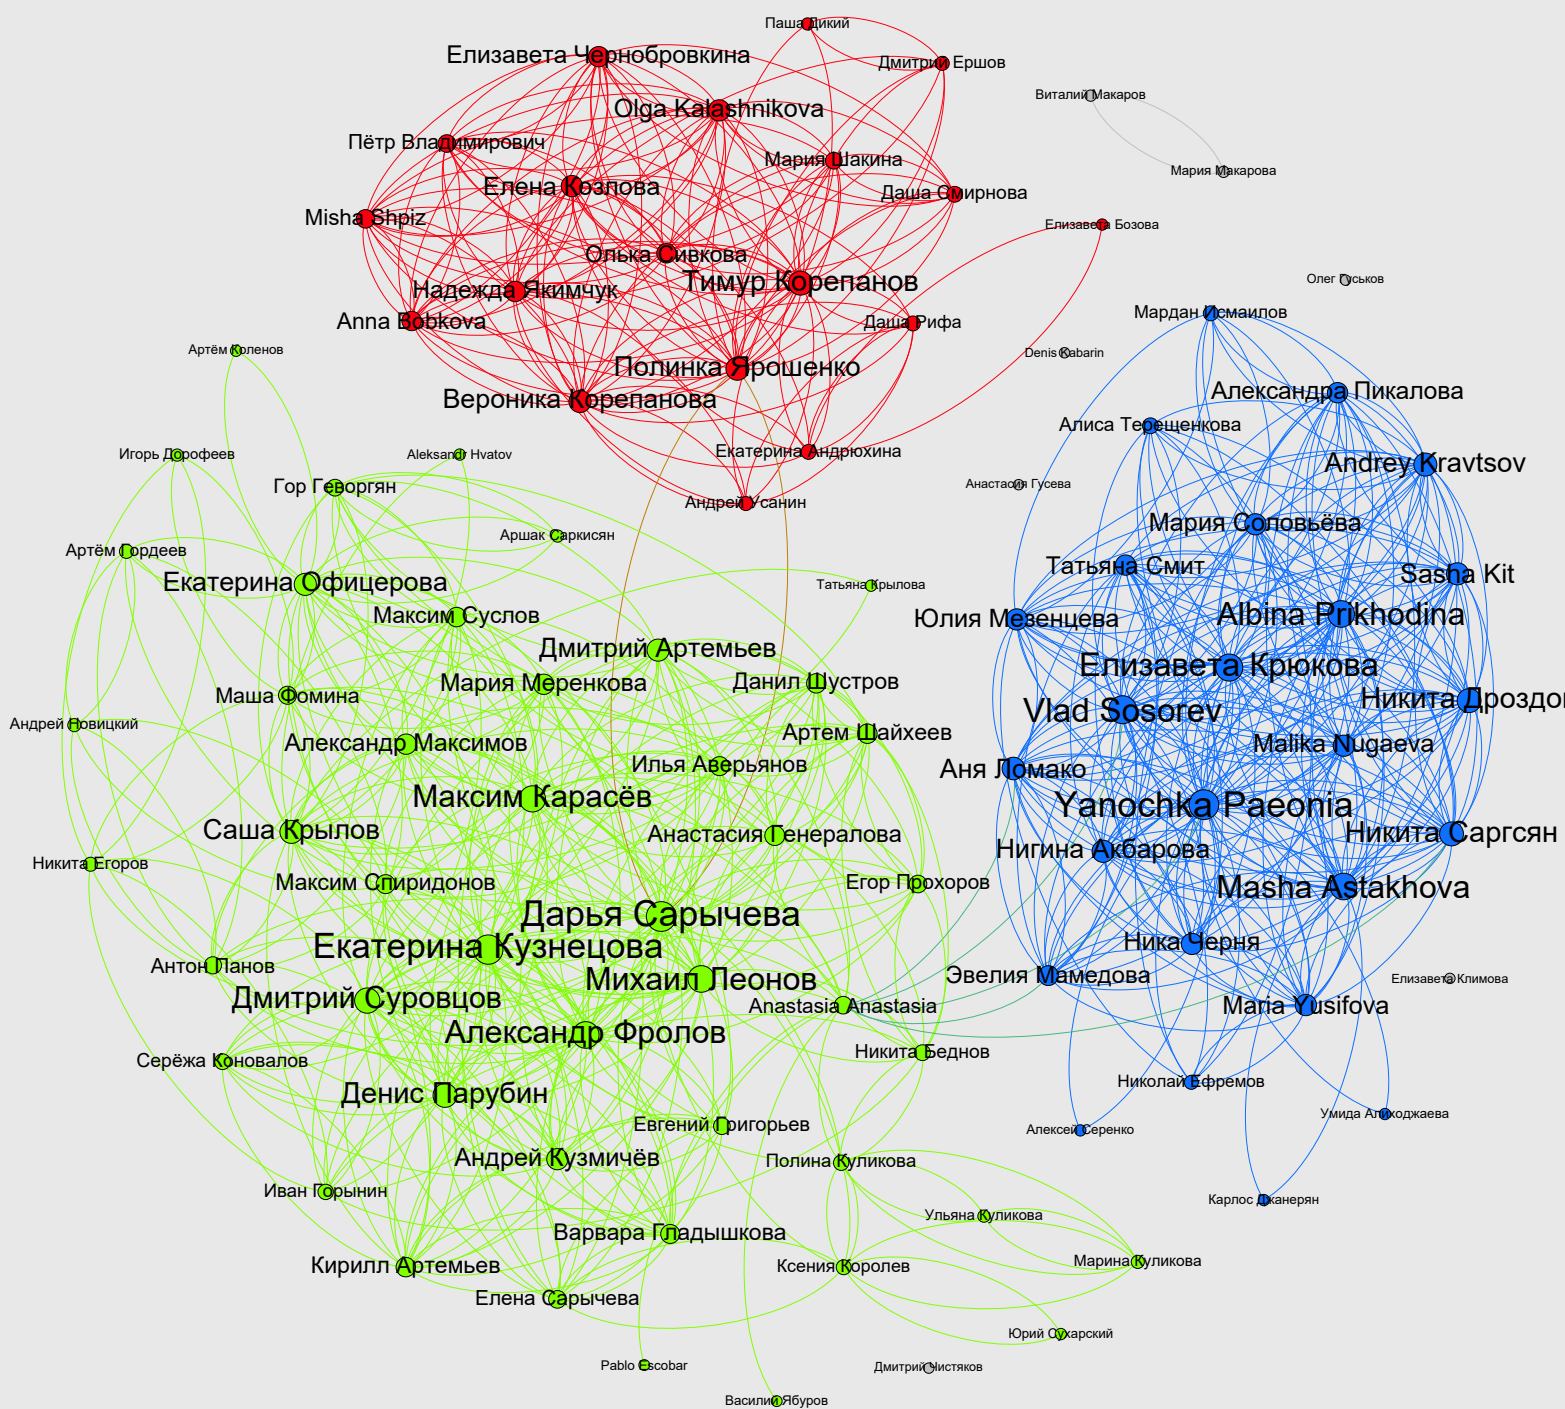 Паша Дикий
Елизавета Чернобровкина
Дмитрий Ершов
Виталий Макаров
Olga Kalashnikova
Пётр Владимирович
Мария Шакина
Мария Макарова
Елена Козлова
Даша Смирнова
Misha Shpiz
Елизавета Бозова
Олька Сивкова
Тимур Корепанов
Олег Гуськов
Надежда Якимчук
Мардан Исмаилов
Anna Bobkova
Даша Рифа
Артём Коленов
Denis Kabarin
Полинка Ярошенко
Александра Пикалова
Вероника Корепанова
Алиса Терещенкова
Екатерина Андрюхина
Игорь Дорофеев
Aleksandr Hvatov
Andrey Kravtsov
Гор Геворгян
Анастасия Гусева
Андрей Усанин
Мария Соловьёва
Аршак Саркисян
Артём Гордеев
Татьяна Смит
Sasha Kit
Екатерина Офицерова
Татьяна Крылова
Максим Суслов
Юлия Мезенцева
Albina Prikhodina
Дмитрий Артемьев
Елизавета Крюкова
Мария Меренкова
Данил Шустров
Маша Фомина
Никита Дроздо
Vlad Sosorev
Андрей Новицкий
Артем Шайхеев
Александр Максимов
Malika Nugaeva
Илья Аверьянов
Аня Ломако
Максим Карасёв
Yanochka Paeonia
Саша Крылов
Анастасия Генералова
Никита Саргсян
Нигина Акбарова
Никита Егоров
Максим Спиридонов
Егор Прохоров
Masha Astakhova
Дарья Сарычева
Екатерина Кузнецова
Ника Черня
Антон Панов
Михаил Леонов
Эвелия Мамедова
Елизавета Климова
Дмитрий Суровцов
Anastasia Anastasia
Maria Yusifova
Александр Фролов
Никита Беднов
Серёжа Коновалов
Николай Ефремов
Денис Парубин
Умида Алиходжаева
Евгений Григорьев
Алексей Серенко
Андрей Кузмичёв
Полина Куликова
Иван Горынин
Карлос Джанерян
Ульяна Куликова
Варвара Гладышкова
Марина Куликова
Кирилл Артемьев
Ксения Королев
Елена Сарычева
Юрий Сухарский
Pablo Escobar
Дмитрий Чистяков
Василий Ябуров